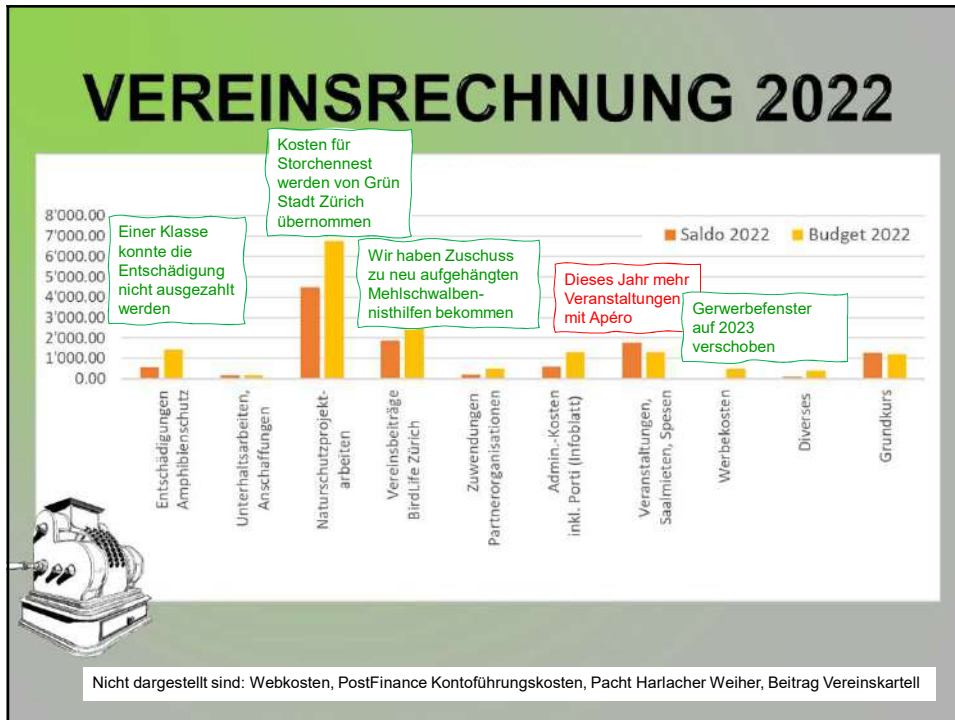 VEREINSRECHNUNG 2022
Kosten für
Storchennest
werden von Grün
Stadt Zürich
übernommen
Einer Klasse
konnte die
Entschädigung
nicht ausgezahlt
werden
Wir haben Zuschuss
zu neu aufgehängten
Mehlschwalben-
nisthilfen bekommen
Dieses Jahr mehr
Veranstaltungen
mit Apéro
Gerwerbefenster
auf 2023
verschoben
Saldo 2022
Budget 2022
8'000.00
7'000.00
6'000.00
5'000.00
4'000.00
3'000.00
2'000.00
1'000.00
0.00
Entschädigungen
Amphibienschutz
Unterhaltsarbeiten,
Anschaffungen
Naturschutzprojekt-
arbeiten
Vereinsbeiträge
BirdLife Zürich
Zuwendungen
Partnerorganisationen
Admin.-Kosten
inkl. Porti (Infoblatt)
Veranstaltungen,
Saalmieten, Spesen
Werbekosten
Diverses
Grundkurs
Nicht dargestellt sind: Webkosten, PostFinance Kontoführungskosten, Pacht Harlacher Weiher, Beitrag Vereinskartell